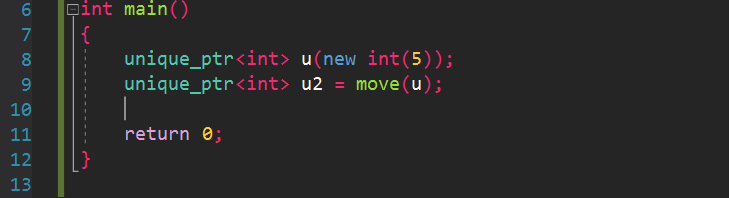 6 int main()
7 {
8 unique_ptr<int> u(new int(5));
9 unique_ptr<int> u2 = move(u);
10
11 return 0;
12 }
13